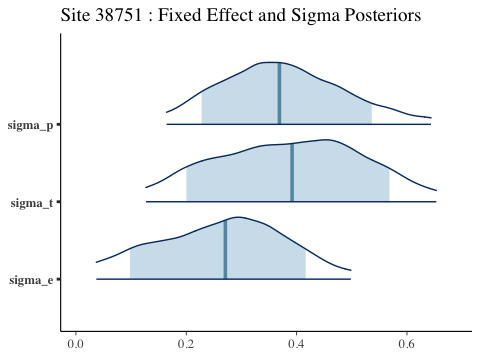 Site 38751 : Fixed Effect and Sigma Posteriors
sigma_p
sigma_t
sigma_e
0.0 0.2 0.4 0.6